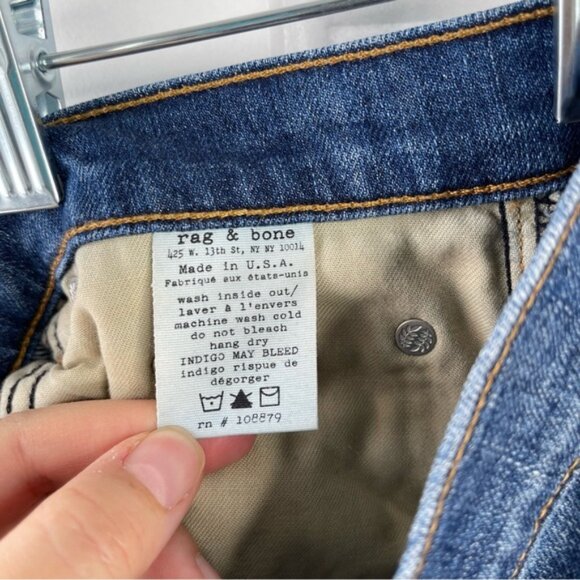 rag & bone
425 W. 13th St, NY NY 10014
Made in U.S.A.
Fabriqué aux états-unis
wash inside out/
laver à l'envers
machine wash cold
do not bleach
hang dry
INDIGO MAY BLEED
indigo rispue de
dégorger
rn # 108879